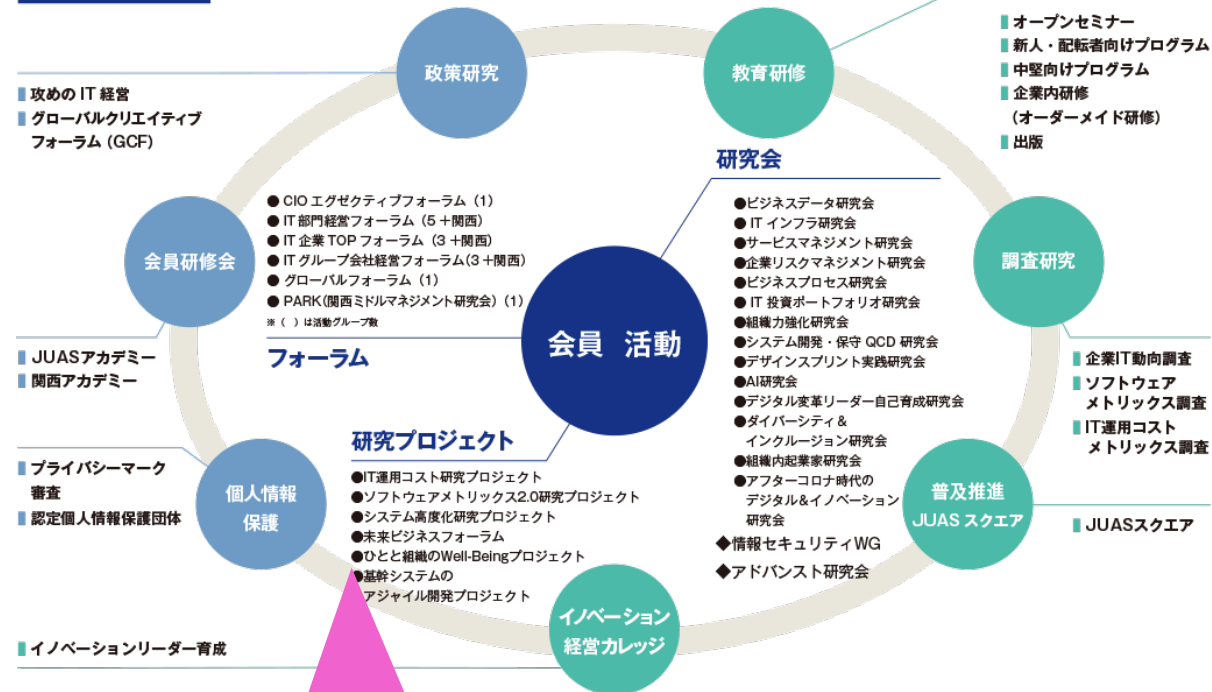 政策研究
■ 攻めの IT 経営
■ グローバルクリエイティブ
フォーラム (GCF)
教育研修
■ オープンセミナー
■ 新人・配転者向けプログラム
■ 中堅向けプログラム
■ 企業内研修
（オーダーメイド研修）
■ 出版
会員研修会
■ JUASアカデミー
■ 関西アカデミー
● CIO エグゼクティブフォーラム（1）
● IT 部門経営フォーラム（5＋関西）
● IT 企業 TOP フォーラム（3＋関西）
● IT グループ会社経営フォーラム(3＋関西）
● グローバルフォーラム（1）
● PARK(関西ミドルマネジメント研究会）(1）
※（　）は活動グループ数
フォーラム
会員　活動
研究会
●ビジネスデータ研究会
● IT インフラ研究会
●サービスマネジメント研究会
●企業リスクマネジメント研究会
●ビジネスプロセス研究会
● IT 投資ポートフォリオ研究会
●組織力強化研究会
●システム開発・保守 QCD 研究会
●デザインスプリント実践研究会
●AI研究会
●デジタル変革リーダー自己育成研究会
●ダイバーシティ＆
インクルージョン研究会
●組織内起業家研究会
●アフターコロナ時代の
デジタル＆イノベーション
研究会
◆情報セキュリティWG
◆アドバンスト研究会
調査研究
■ 企業IT動向調査
■ ソフトウェア
メトリックス調査
■ IT運用コスト
メトリックス調査
研究プロジェクト
●IT運用コスト研究プロジェクト
●ソフトウェアメトリックス2.0研究プロジェクト
●システム高度化研究プロジェクト
●未来ビジネスフォーラム
●ひとと組織のWell-Beingプロジェクト
●基幹システムの
アジャイル開発プロジェクト
個人情報
保護
■ プライバシーマーク
審査
■ 認定個人情報保護団体
普及推進
JUAS スクエア
■ JUASスクエア
イノベーション
経営カレッジ
■ イノベーションリーダー育成